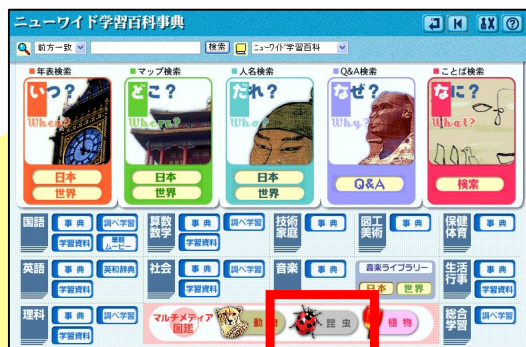 ニューワイド学習百科事典
前方一致 検索 ニューワイド学習百科
年表検索 マップ検索 人名検索 Q&A検索 ことば検索
いつ? どこ? だれ? なぜ? なに?
When? Where? Who? Why? What?
日本 日本 日本 Q&A 検索
世界 世界 世界
国語 事典 調べ学習 学習資料 筆順ムービー 算数数学 事典 調べ学習 学習資料 技術家庭 事典 図工美術 事典 保健体育 事典
英語 事典 英和辞典 学習資料 社会 事典 調べ学習 学習資料 音楽 事典 音楽ライブラリー 日本 世界 生活行事 事典 学習資料
理科 事典 調べ学習 学習資料 マルチメディア図鑑 動物 昆虫 植物 総合学習 調べ学習